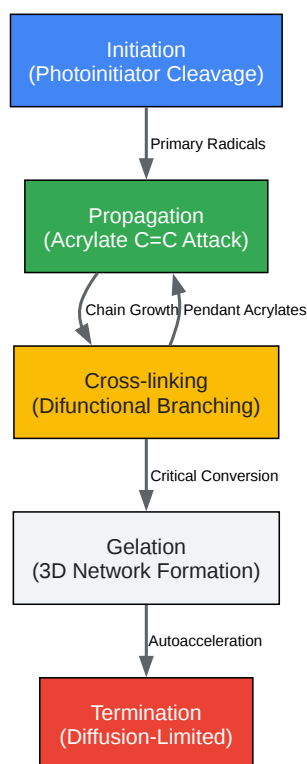 Initiation
(Photoinitiator Cleavage)
Primary Radicals
Propagation
(Acrylate C=C Attack)
Chain Growth
Pendant Acrylates
Cross-linking
(Difunctional Branching)
Critical Conversion
Gelation
(3D Network Formation)
Autoacceleration
Termination
(Diffusion-Limited)